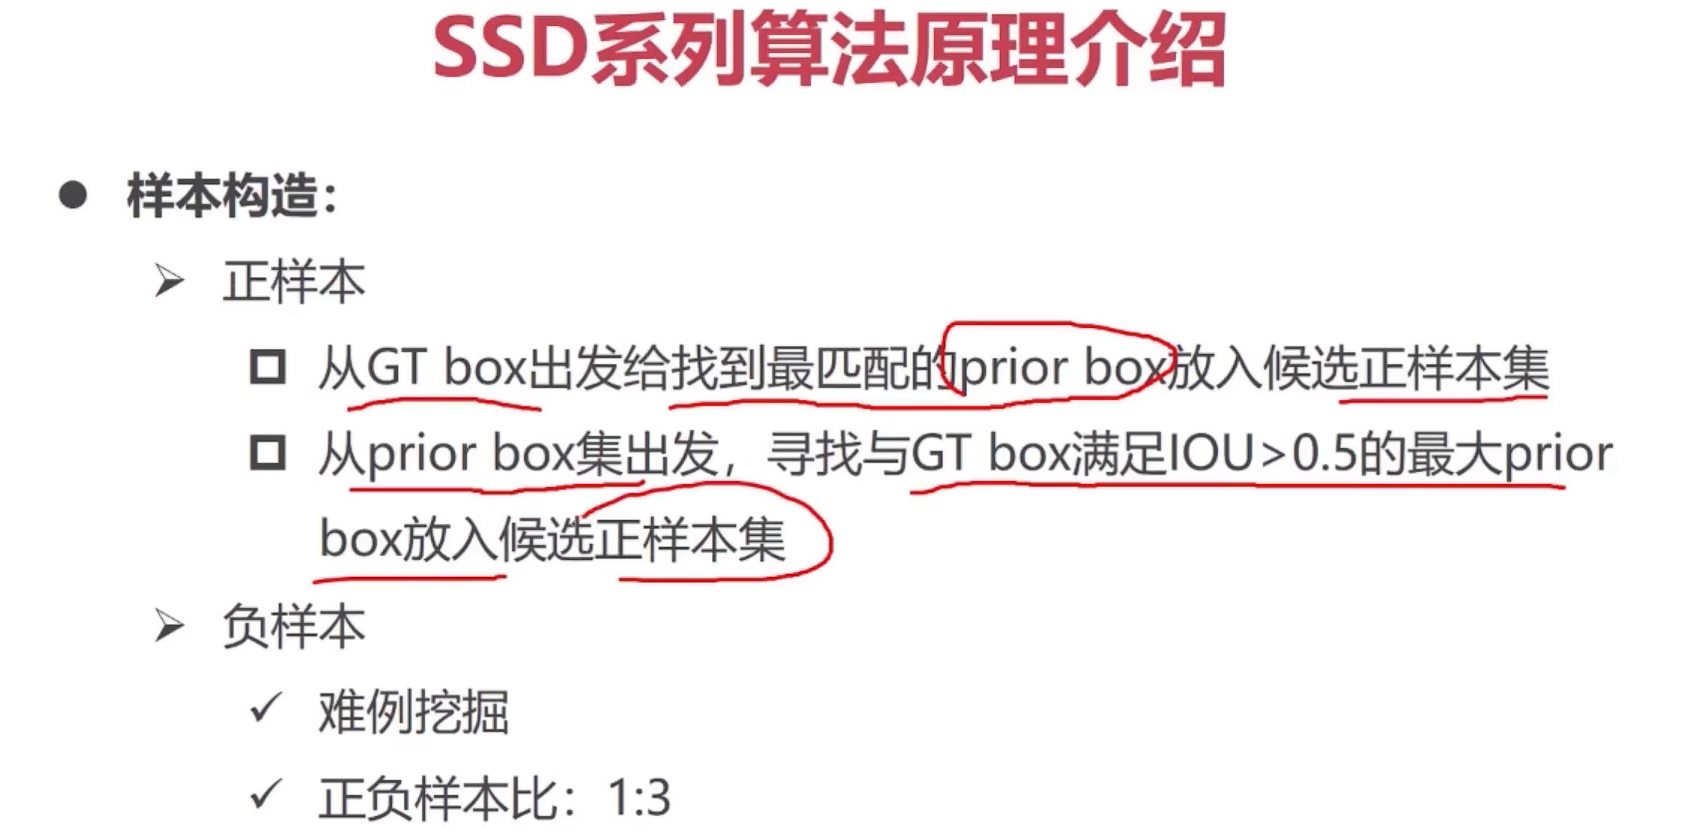 SSD系列算法原理介绍
样本构造：
正样本
从GT box出发给找到最匹配的prior box放入候选正样本集
从prior box集出发，寻找与GT box满足IOU>0.5的最大prior
box放入候选正样本集
负样本
难例挖掘
正负样本比：1:3